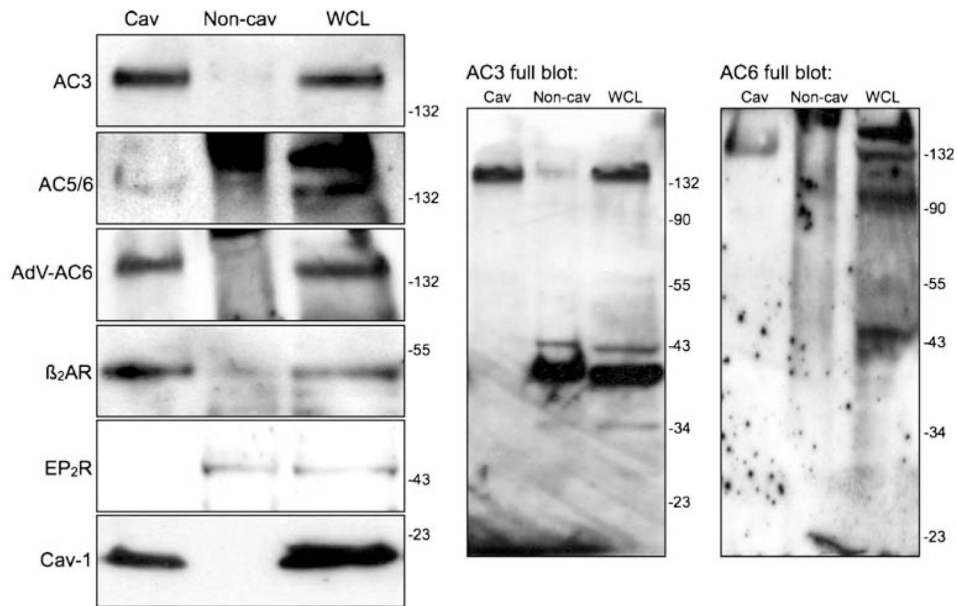 Cav Non-cav WCL
AC3
-132
AC5/6
-132
AdV-AC6
-132
ß₂AR
-55
EP₂R
-43
Cav-1
-23
AC3 full blot:
Cav Non-cav WCL
-132
-90
-55
-43
-34
-23
AC6 full blot:
Cav Non-cav WCL
-132
-90
-55
-43
-34
-23